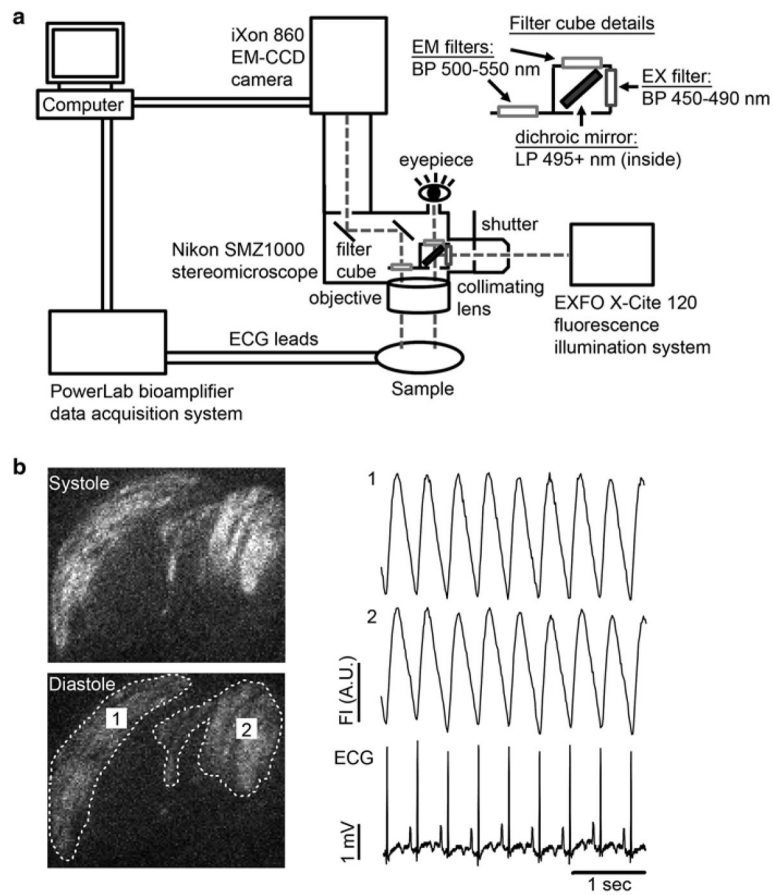 a
iXon 860
EM-CCD
camera
Computer
Filter cube details
EM filters:
BP 500-550 nm
EX filter:
BP 450-490 nm
dichroic mirror:
LP 495+ nm (inside)
eyepiece
shutter
Nikon SMZ1000
stereomicroscope
filter
cube
objective
collimating
lens
EXFO X-Cite 120
fluorescence
illumination system
ECG leads
Sample
PowerLab bioamplifier
data acquisition system
b
Systole
Diastole
1
2
1
2
FI (A.U.)
ECG
1 mV
1 sec